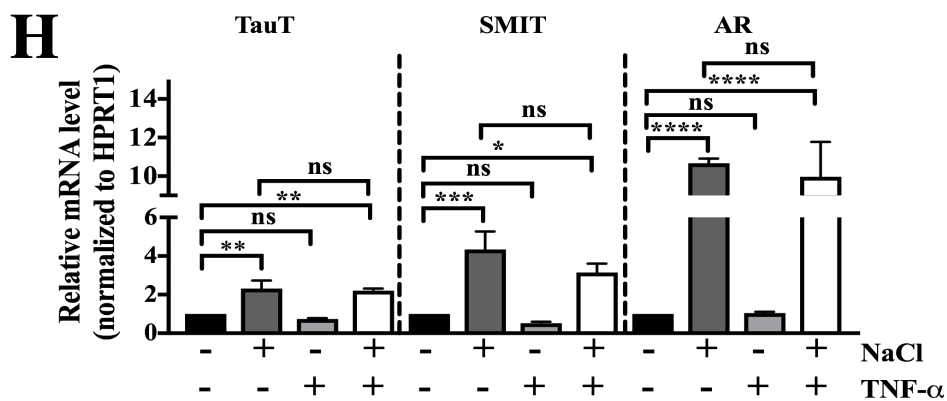 H
TauT SMIT AR
Relative mRNA level
(normalized to HPRT1)
14
12
10
6
4
2
0
** ns ** ns
*** ns * ns
**** ns **** ns
- + - + - + - + - + - + NaCl
- - + + - - + + - - + + TNF-α